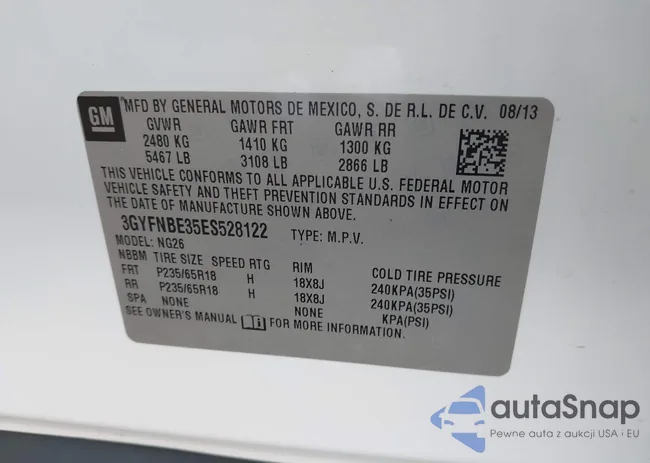 GM
MFD BY GENERAL MOTORS DE MEXICO, S. DE R.L. DE C.V. 08/13
GVWR GAWR FRT GAWR RR
2480 KG 1410 KG 1300 KG
5467 LB 3108 LB 2866 LB
THIS VEHICLE CONFORMS TO ALL APPLICABLE U.S. FEDERAL MOTOR
VEHICLE SAFETY AND THEFT PREVENTION STANDARDS IN EFFECT ON
THE DATE OF MANUFACTURE SHOWN ABOVE.
3GYFNBE35ES528122 TYPE: M.P.V.
MODEL: NG26
NBBM TIRE SIZE SPEED RTG RIM COLD TIRE PRESSURE
FRT P235/65R18 H 18X8J 240KPA(35PSI)
RR P235/65R18 H 18X8J 240KPA(35PSI)
SPA NONE NONE KPA(PSI)
SEE OWNER'S MANUAL FOR MORE INFORMATION.
autaSnap
Pewne auta z aukcji USA i EU